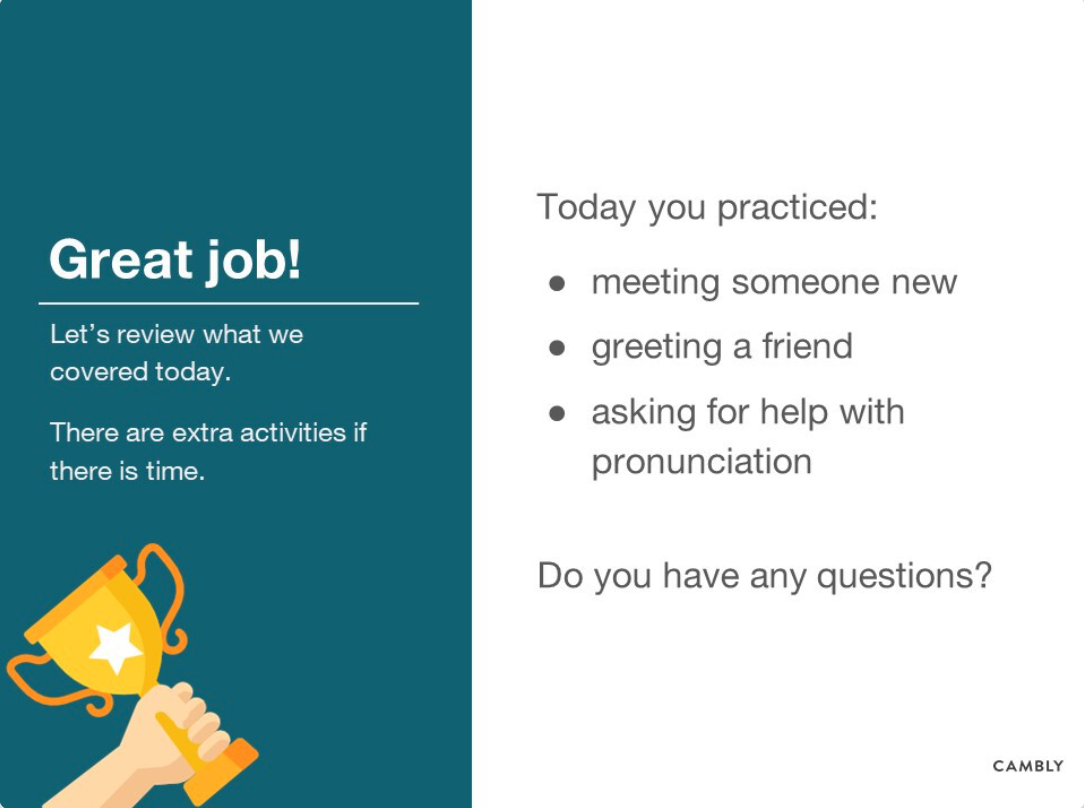 Great job!
Let’s review what we
covered today.
There are extra activities if
there is time.
Today you practiced:
● meeting someone new
● greeting a friend
● asking for help with
pronunciation
Do you have any questions?
CAMBLY